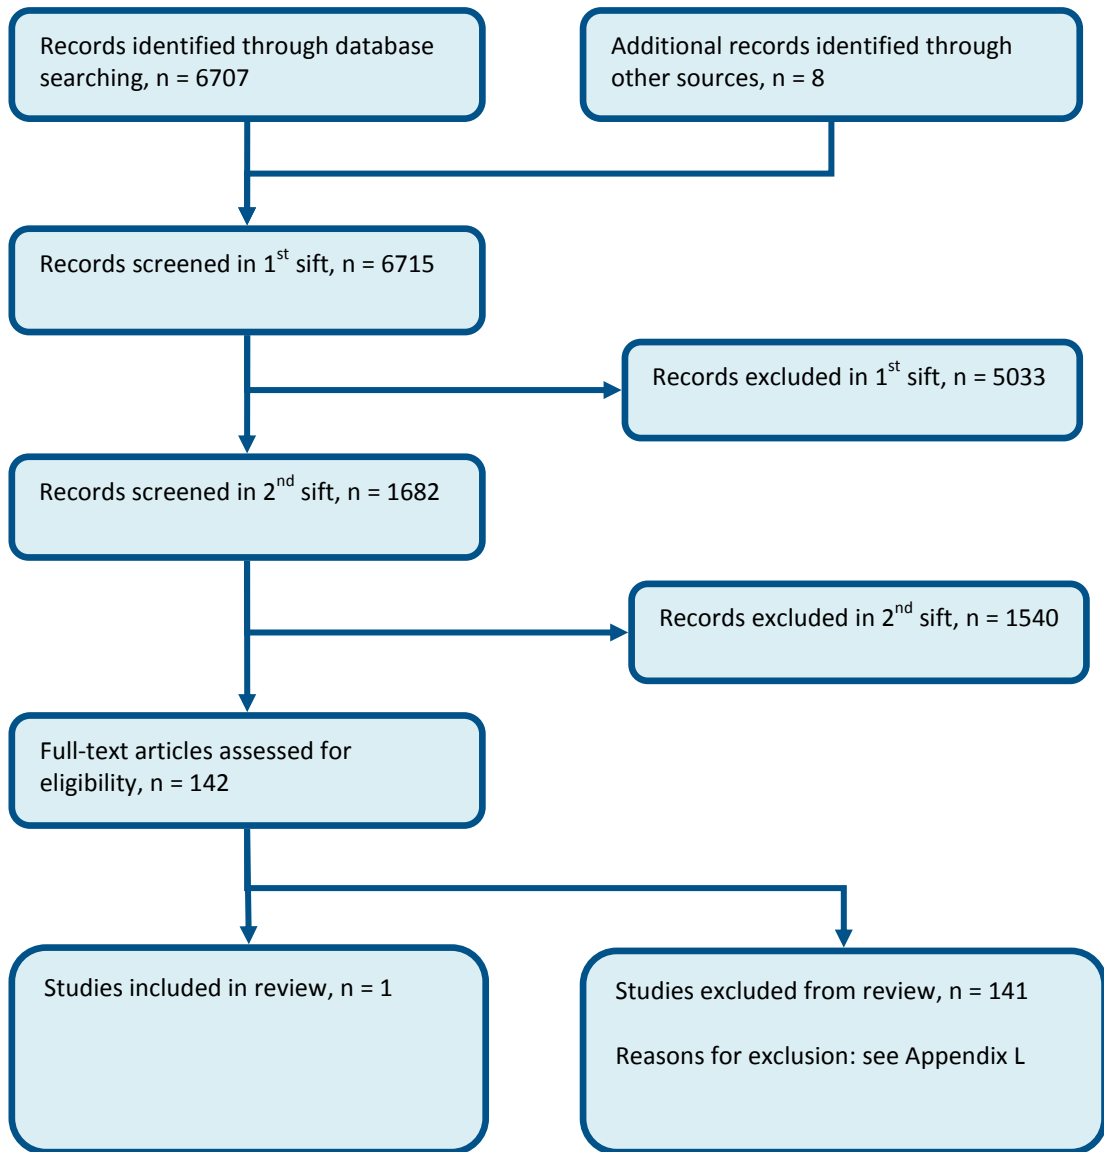 Records identified through database
searching, n = 6707
Additional records identified through
other sources, n = 8
Records screened in 1st sift, n = 6715
Records excluded in 1st sift, n = 5033
Records screened in 2nd sift, n = 1682
Records excluded in 2nd sift, n = 1540
Full-text articles assessed for
eligibility, n = 142
Studies included in review, n = 1
Studies excluded from review, n = 141
Reasons for exclusion: see Appendix L